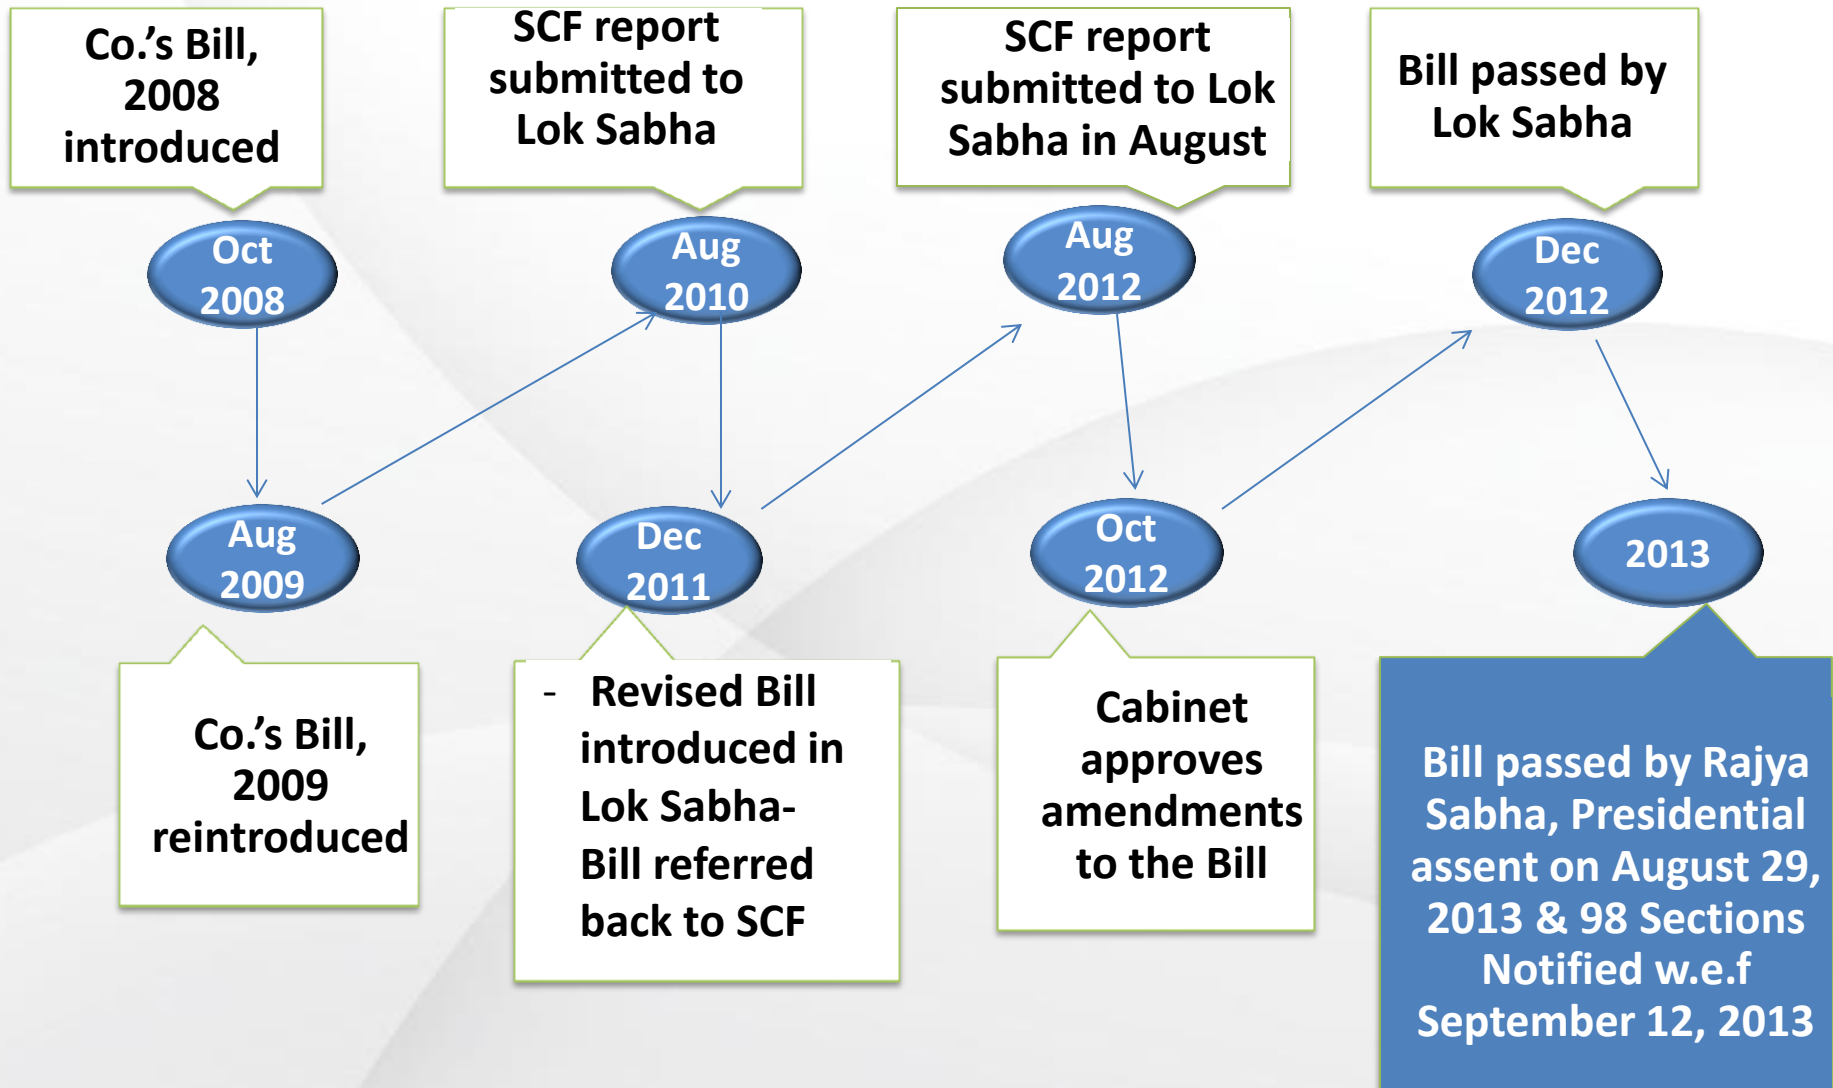 Co.'s Bill,
2008
introduced
SCF report
submitted to
Lok Sabha
SCF report
submitted to Lok
Sabha in August
Bill passed by
Lok Sabha
Oct
2008
Aug
2010
Aug
2012
Dec
2012
Aug
2009
Dec
2011
Oct
2012
2013
Co.'s Bill,
2009
reintroduced
- Revised Bill
introduced in
Lok Sabha-
Bill referred
back to SCF
Cabinet
approves
amendments
to the Bill
Bill passed by Rajya
Sabha, Presidential
assent on August 29,
2013 & 98 Sections
Notified w.e.f
September 12, 2013